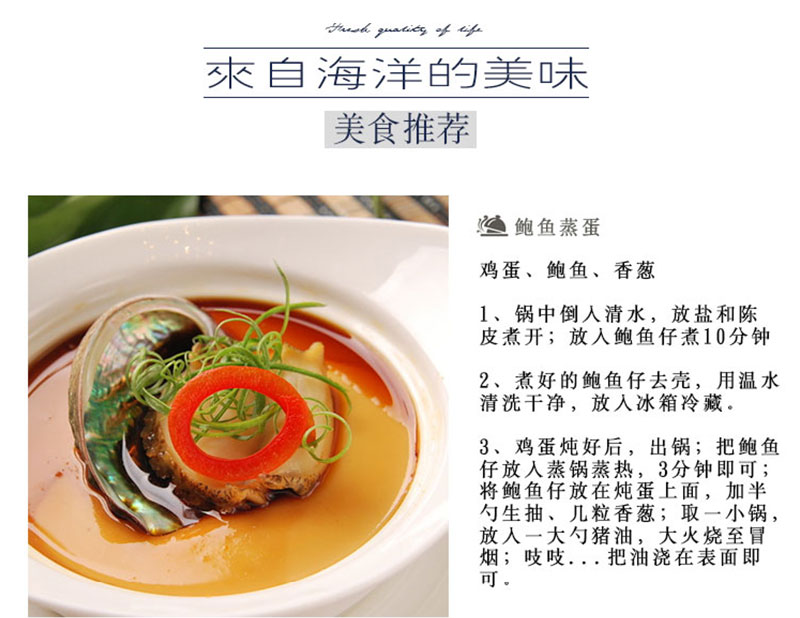 Fresh quality of life
來自海洋的美味
美食推荐
鲍鱼蒸蛋
鸡蛋、鲍鱼、香葱
1、锅中倒入清水，放盐和陈
皮煮开；放入鲍鱼仔煮10分钟
2、煮好的鲍鱼仔去壳，用温水
清洗干净，放入冰箱冷藏。
3、鸡蛋炖好后，出锅；把鲍鱼
仔放入蒸锅蒸热，3分钟即可；
将鲍鱼仔放在炖蛋上面，加半
勺生抽、几粒香葱；取一小锅，
放入一大勺猪油，大火烧至冒
烟；吱吱...把油浇在表面即
可。